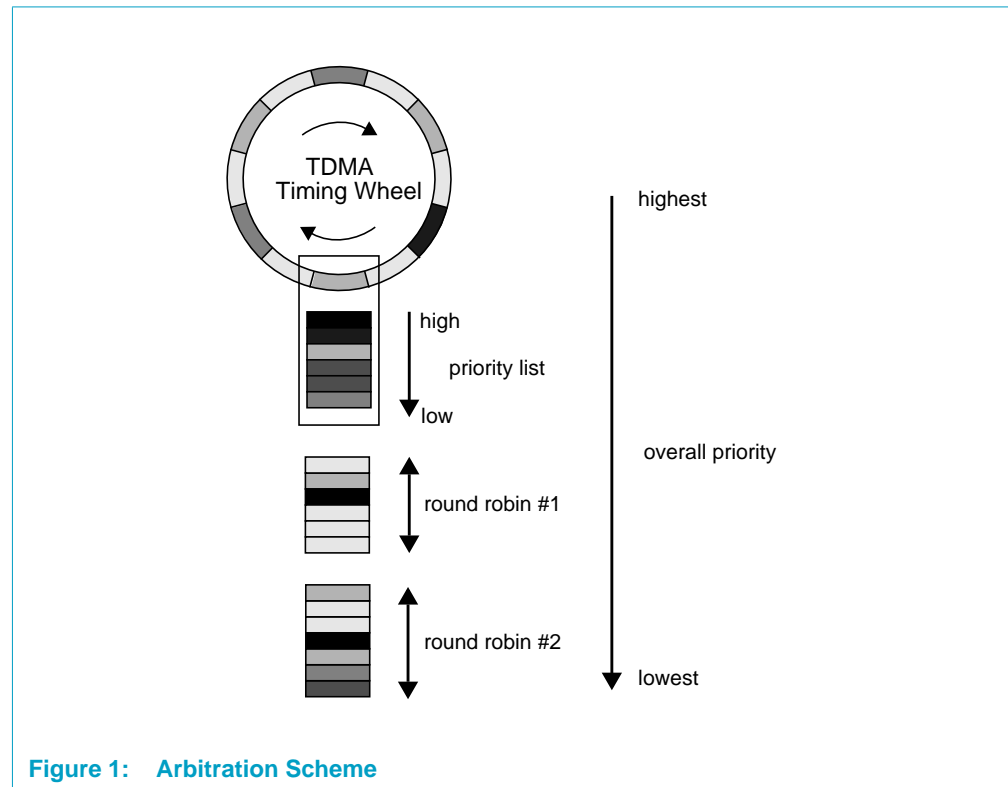 TDMA
Timing Wheel
highest
high
priority list
low
overall priority
round robin #1
round robin #2
lowest
Figure 1: Arbitration Scheme